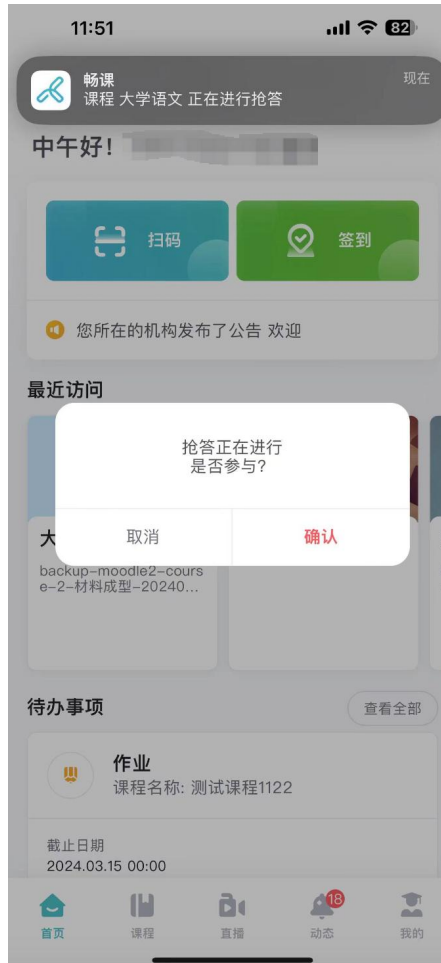 11:51
82
畅课
现在
课程 大学语文 正在进行抢答
中午好!
扫码
签到
您所在的机构发布了公告 欢迎
最近访问
抢答正在进行
是否参与?
取消
确认
大
backup-moodle2-cours
e-2-材料成型-20240...
待办事项
查看全部
作业
课程名称: 测试课程1122
截止日期
2024.03.15 00:00
18
首页
课程
直播
动态
我的